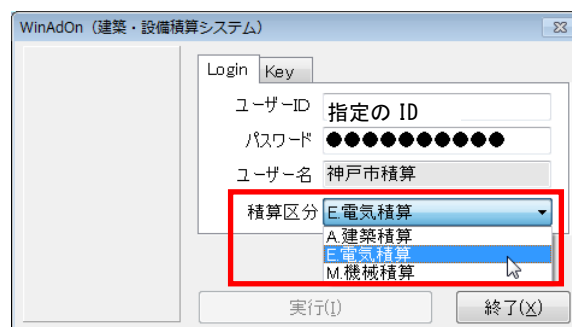 WinAdOn（建築・設備積算システム）
Login Key
ユーザーID 指定の ID
パスワード ●●●●●●●●●●
ユーザー名 神戸市積算
積算区分 E.電気積算
A.建築積算
E.電気積算
M.機械積算
実行(I) 終了(X)